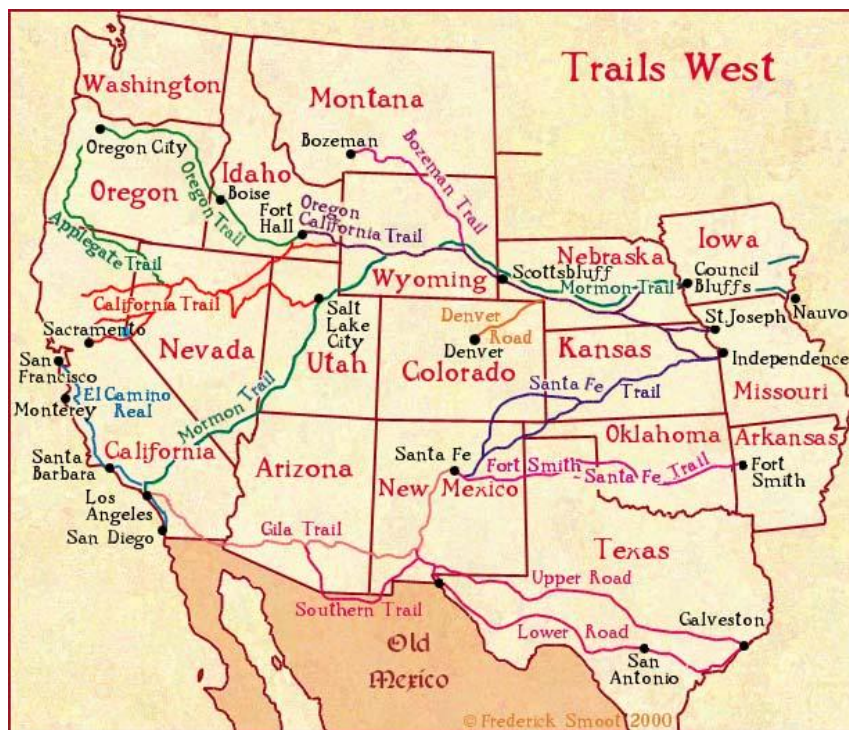 Trails West
Washington
Montana
Bozeman
Bozeman Trail
Oregon City
Oregon
Idaho
Boise
Oregon Trail
Fort
Hall
Oregon
California Trail
Applegate Trail
Wyoming
Nebraska
Scottsbluff
Mormon Trail
Iowa
Council
Bluffs
Nauvoo
California Trail
Sacramento
Nevada
Salt
Lake
City
Utah
Denver
Road
Denver
Colorado
Kansas
St.Joseph
Independence
Missouri
San
Francisco
Monterey
El Camino
Real
Mormon Trail
Santa Fe
Trail
California
Santa
Barbara
Los
Angeles
San Diego
Arizona
Santa Fe
New
Mexico
Oklahoma
Fort Smith - Santa Fe Trail
Arkansas
Fort
Smith
Gila Trail
Southern Trail
Texas
Upper Road
Lower Road
Galveston
San
Antonio
Old
Mexico
© Frederick Smoot 2000